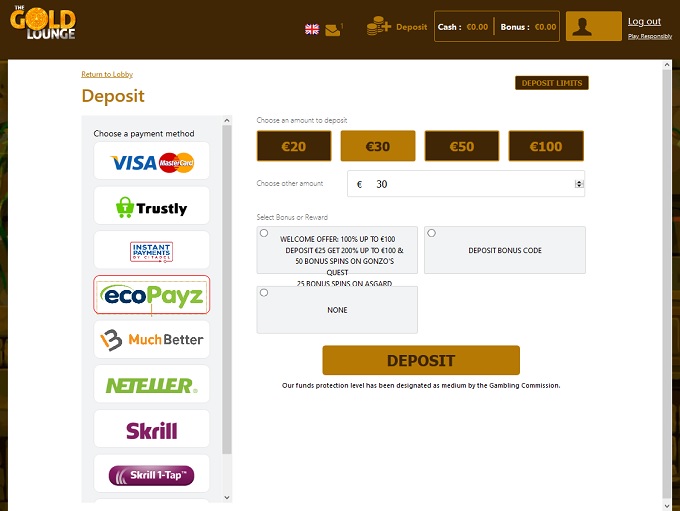 THE
GOLD
LOUNGE
1
Deposit
Cash : €0.00
Bonus : €0.00
Log out
Play Responsibly
Return to Lobby
Deposit
DEPOSIT LIMITS
Choose a payment method
VISA MasterCard
Trustly
INSTANT
PAYMENTS
BY CITADEL
ecoPayz
MuchBetter
NETELLER®
Skrill
Skrill 1-Tap™
Choose an amount to deposit
€20
€30
€50
€100
Choose other amount
€ 30
Select Bonus or Reward
WELCOME OFFER: 100% UP TO €100
DEPOSIT €25 GET 200% UP TO €100 &
50 BONUS SPINS ON GONZO'S
QUEST
25 BONUS SPINS ON ASGARD
DEPOSIT BONUS CODE
NONE
DEPOSIT
Our funds protection level has been designated as medium by the Gambling Commission.